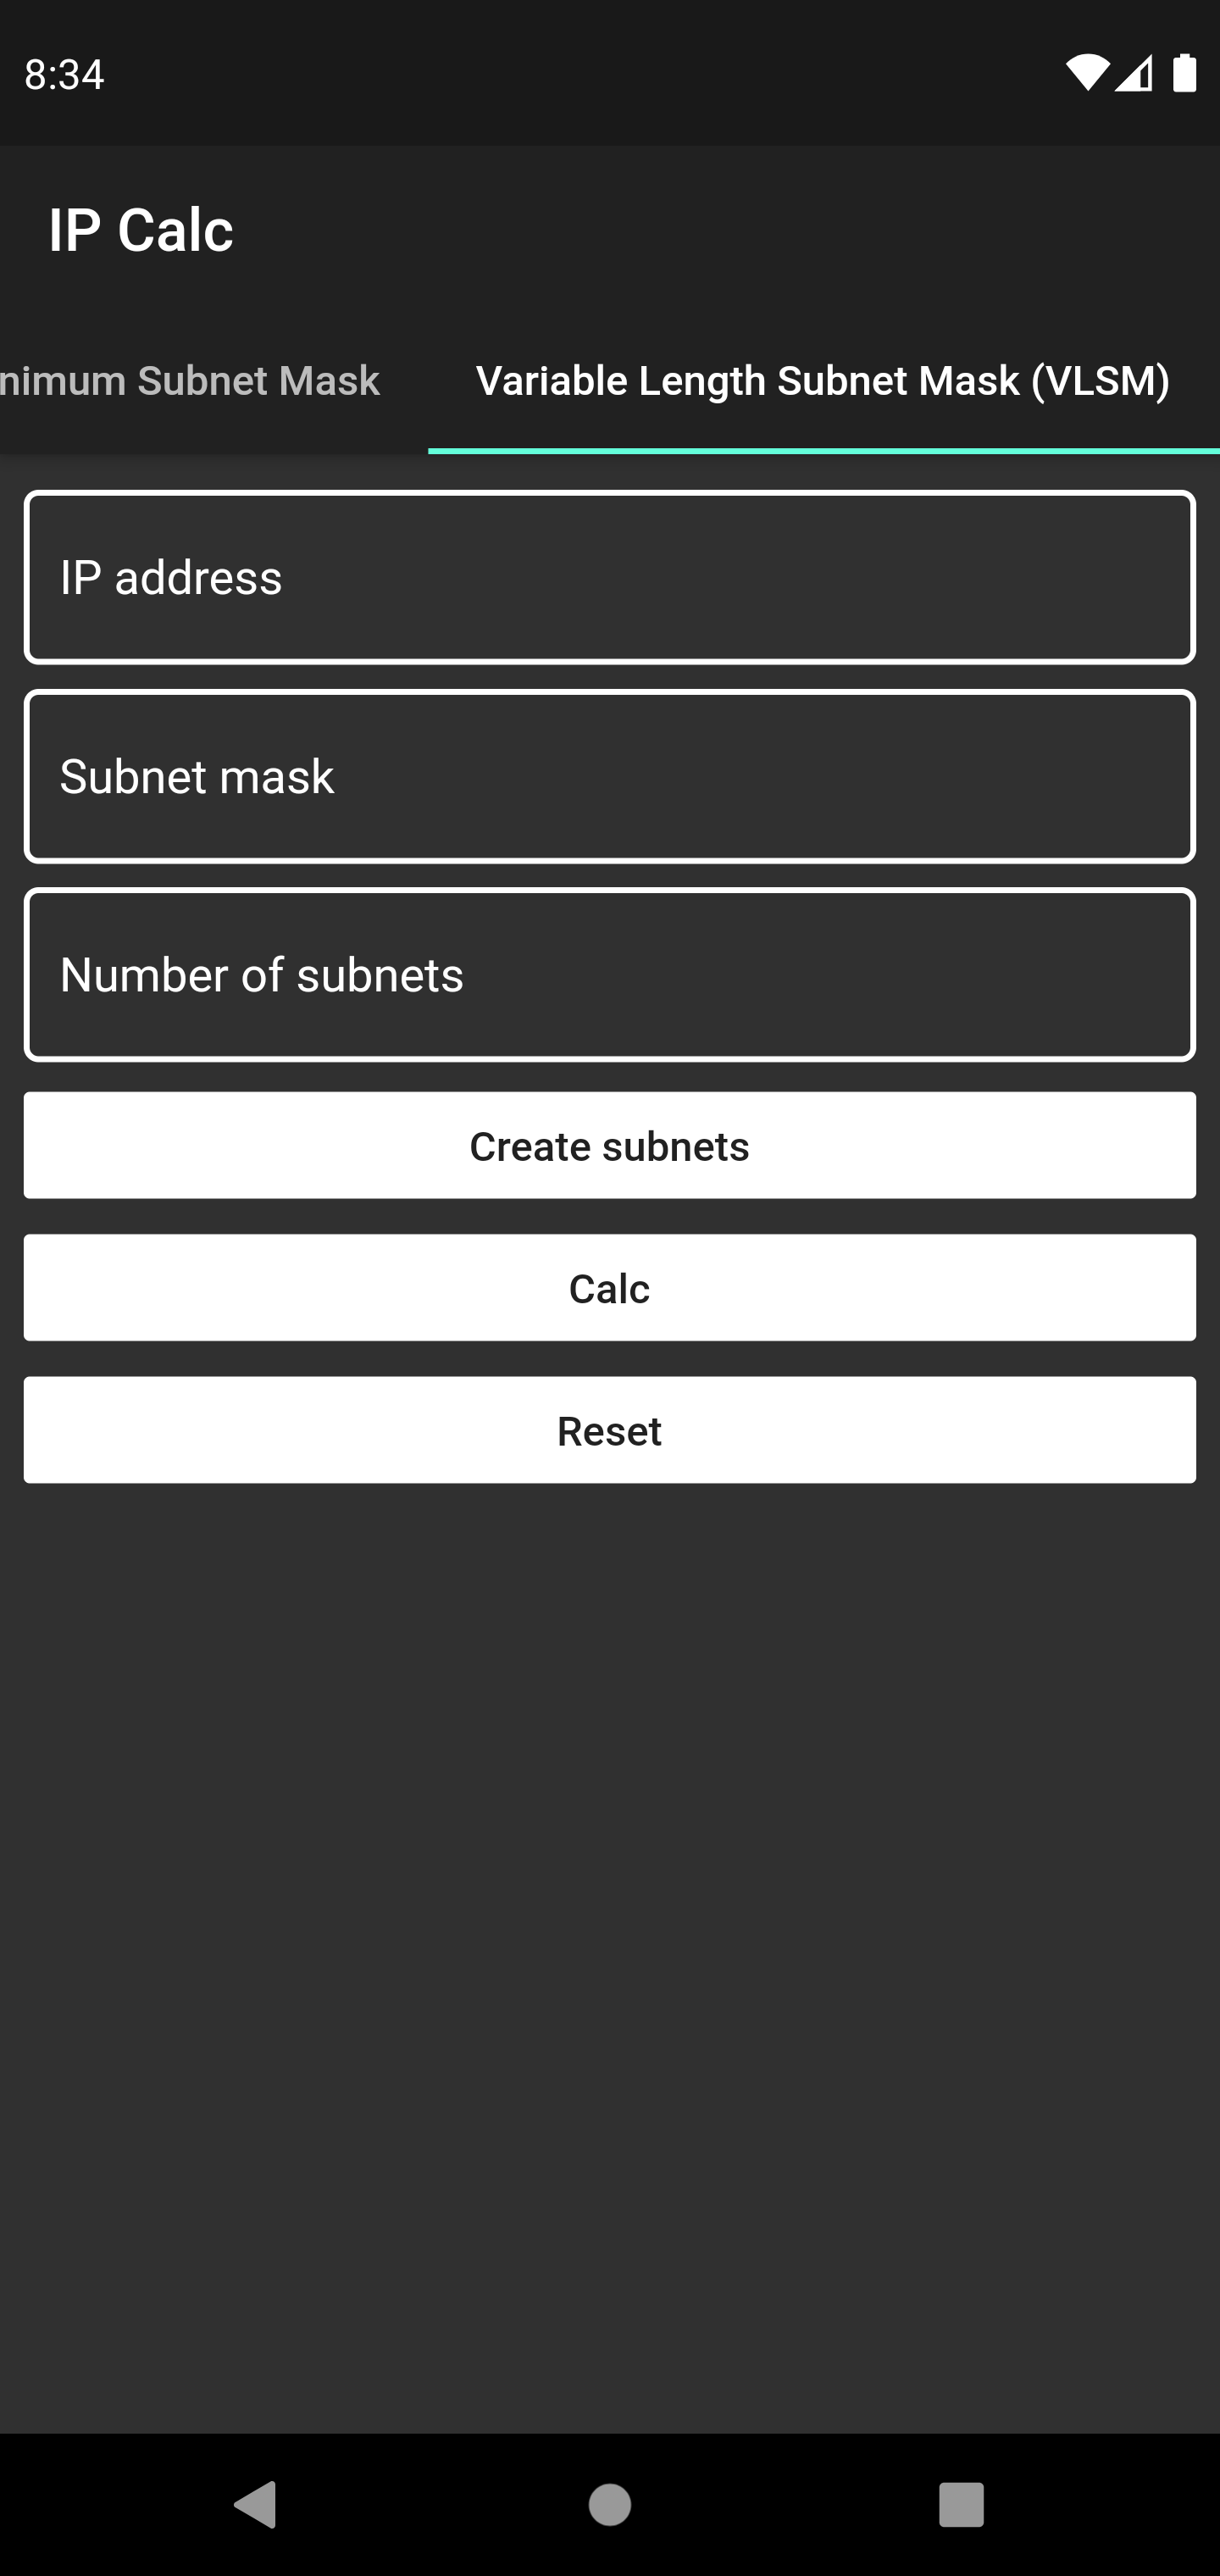 8:34
IP Calc
nimum Subnet Mask Variable Length Subnet Mask (VLSM)
IP address
Subnet mask
Number of subnets
Create subnets
Calc
Reset